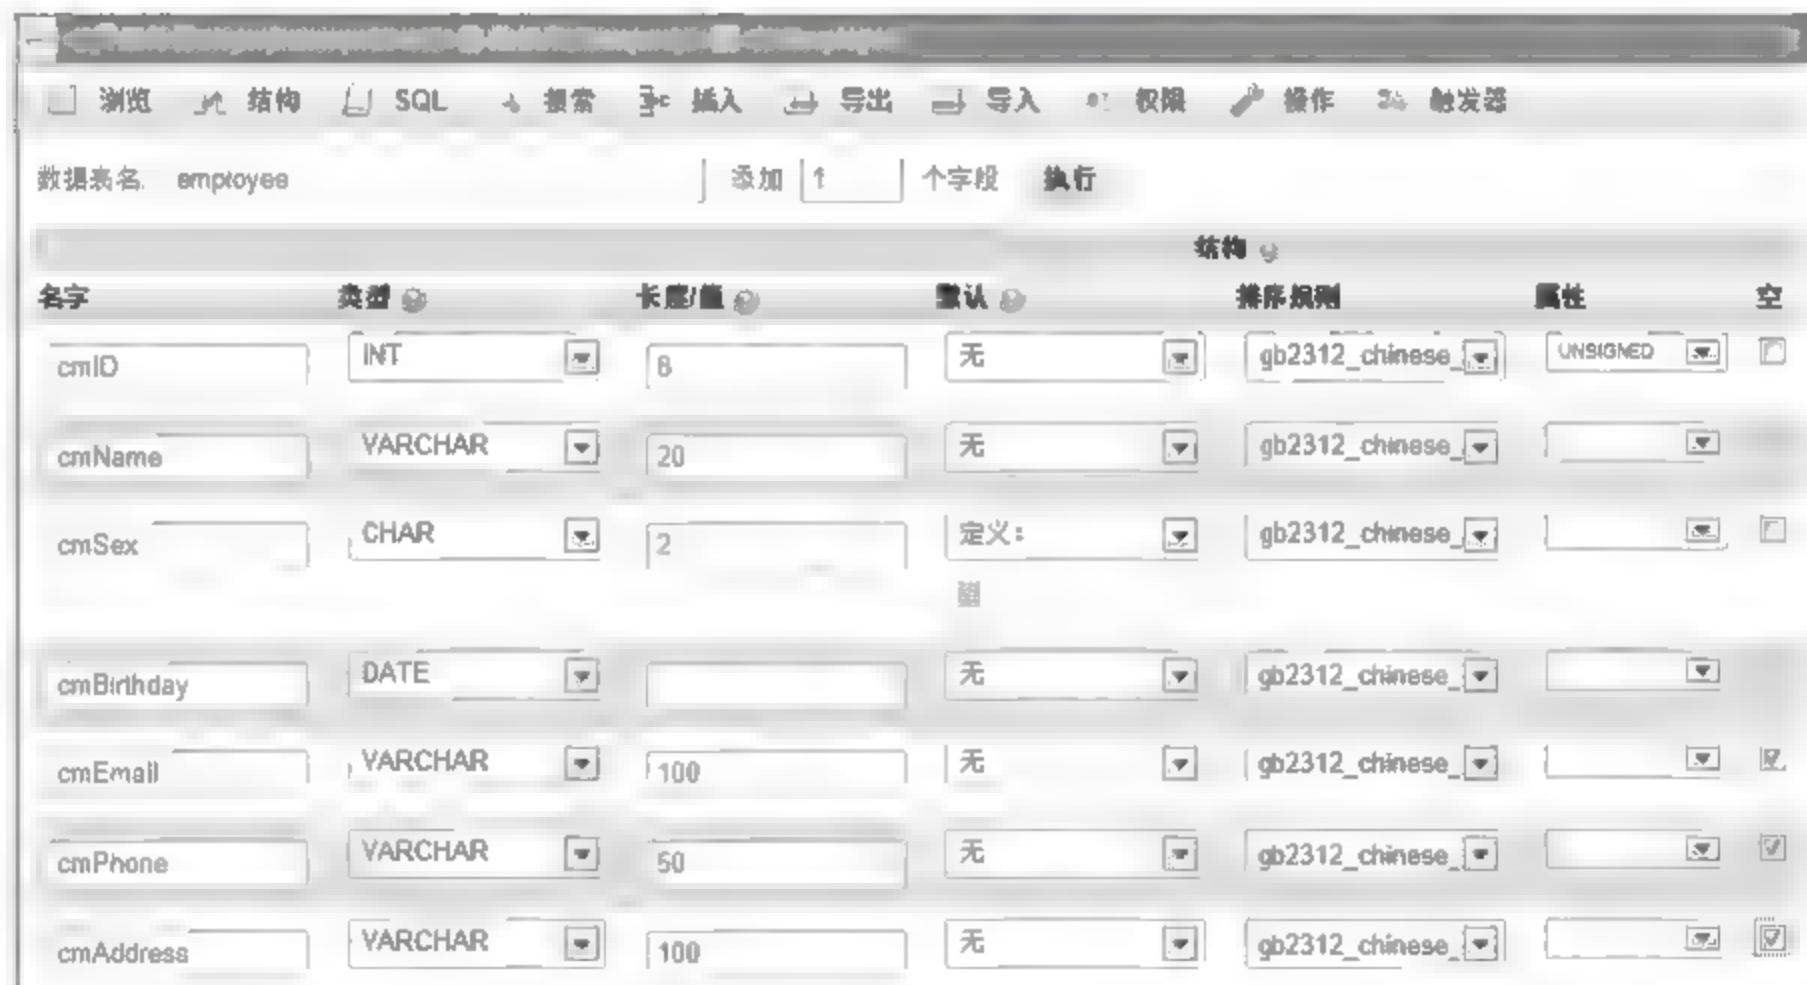 浏览 结构 SQL 搜索 插入 导出 导入 权限 操作 触发器
数据表名: employee 添加 1 个字段 执行
结构
名字 类型 长度/值 默认 排序规则 属性 空
cmID INT 8 无 gb2312_chinese_ UNSIGNED
cmName VARCHAR 20 无 gb2312_chinese_
cmSex CHAR 2 定义: gb2312_chinese_
cmBirthday DATE 无 gb2312_chinese_
cmEmail VARCHAR 100 无 gb2312_chinese_
cmPhone VARCHAR 50 无 gb2312_chinese_
cmAddress VARCHAR 100 无 gb2312_chinese_